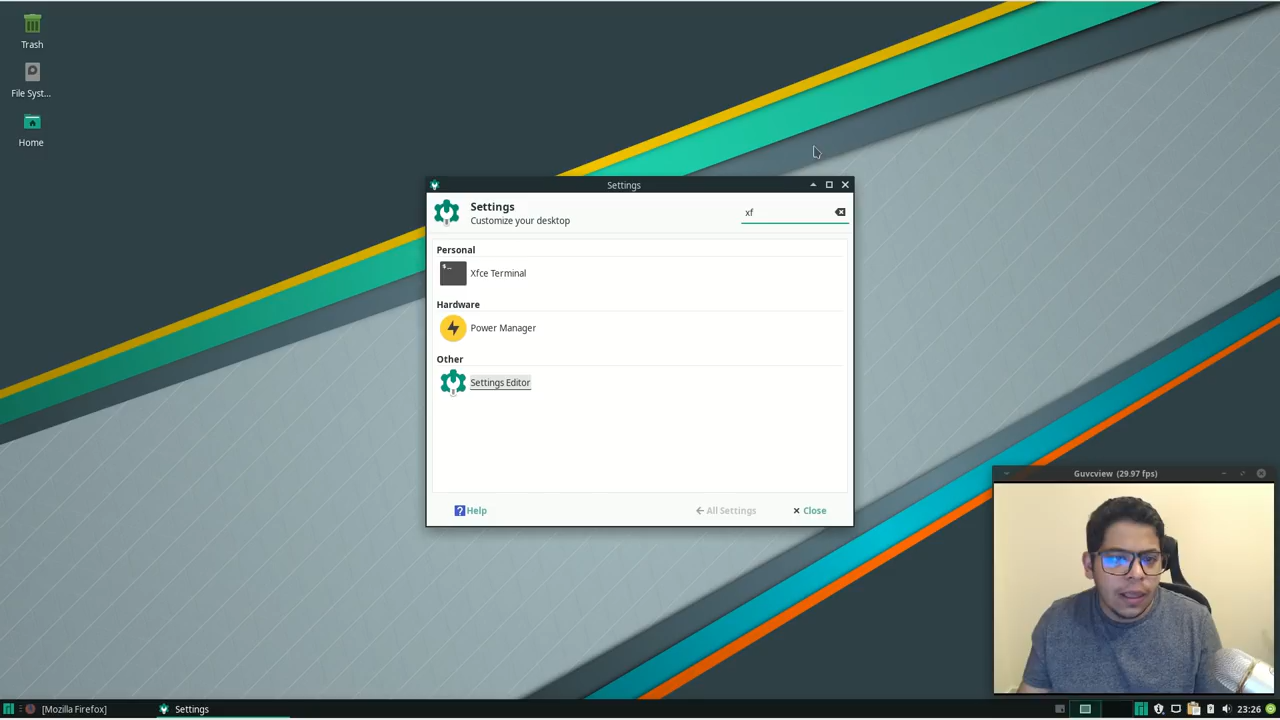 Trash
File Syst...
Home
Settings
Settings
Customize your desktop
xf
Personal
$_
Xfce Terminal
Hardware
Power Manager
Other
Settings Editor
? Help
All Settings
Close
Guvcview (29.97 fps)
[Mozilla Firefox]
Settings
23:26